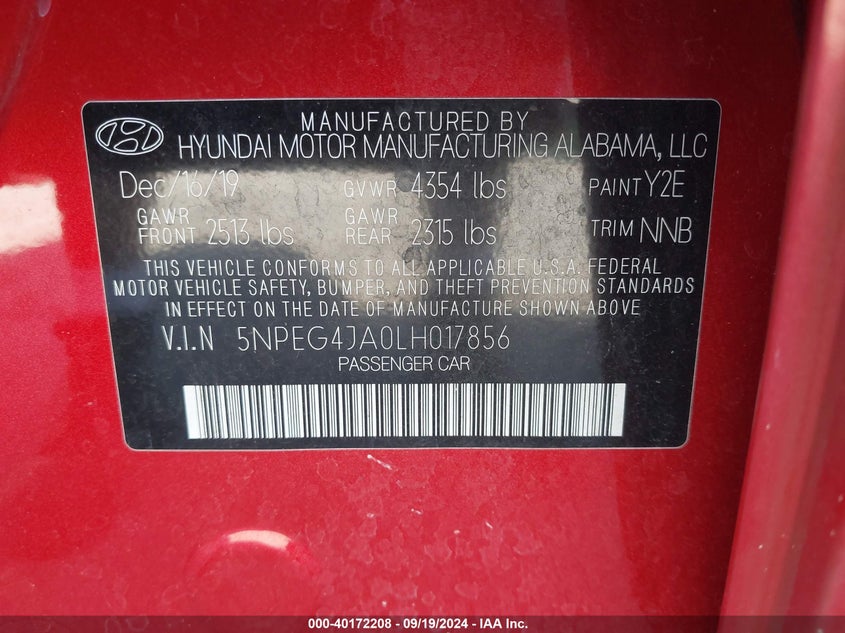 MANUFACTURED BY
HYUNDAI MOTOR MANUFACTURING ALABAMA, LLC
Dec/16/19 GVWR 4354 lbs PAINT Y2E
GAWR FRONT 2513 lbs GAWR REAR 2315 lbs TRIM NNB
THIS VEHICLE CONFORMS TO ALL APPLICABLE U.S.A. FEDERAL
MOTOR VEHICLE SAFETY, BUMPER, AND THEFT PREVENTION STANDARDS
IN EFFECT ON THE DATE OF MANUFACTURE SHOWN ABOVE
V.I.N 5NPEG4JA0LH017856
PASSENGER CAR
000-40172208 - 09/19/2024 - IAA Inc.